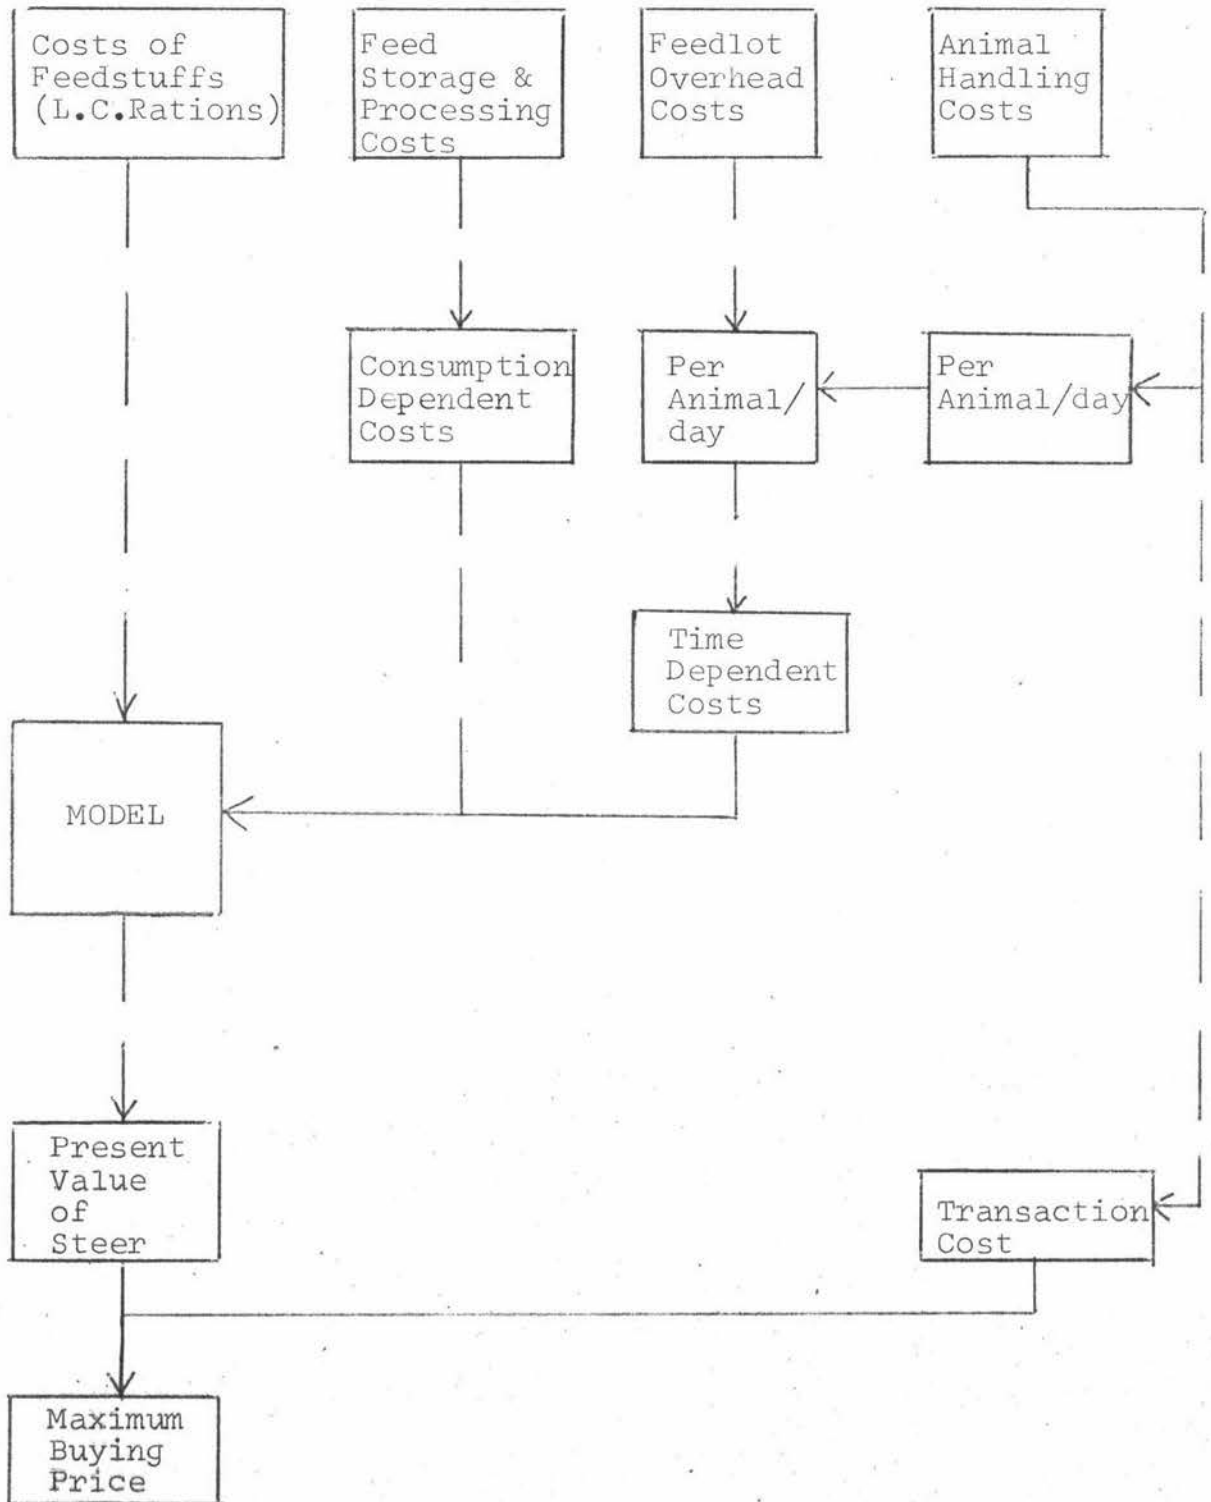 Costs of
Feedstuffs
(L.C.Rations)
Feed
Storage &
Processing
Costs
Feedlot
Overhead
Costs
Animal
Handling
Costs
Consumption
Dependent
Costs
Per
Animal/
day
Per
Animal/day
Time
Dependent
Costs
MODEL
Present
Value
of
Steer
Transaction
Cost
Maximum
Buying
Price